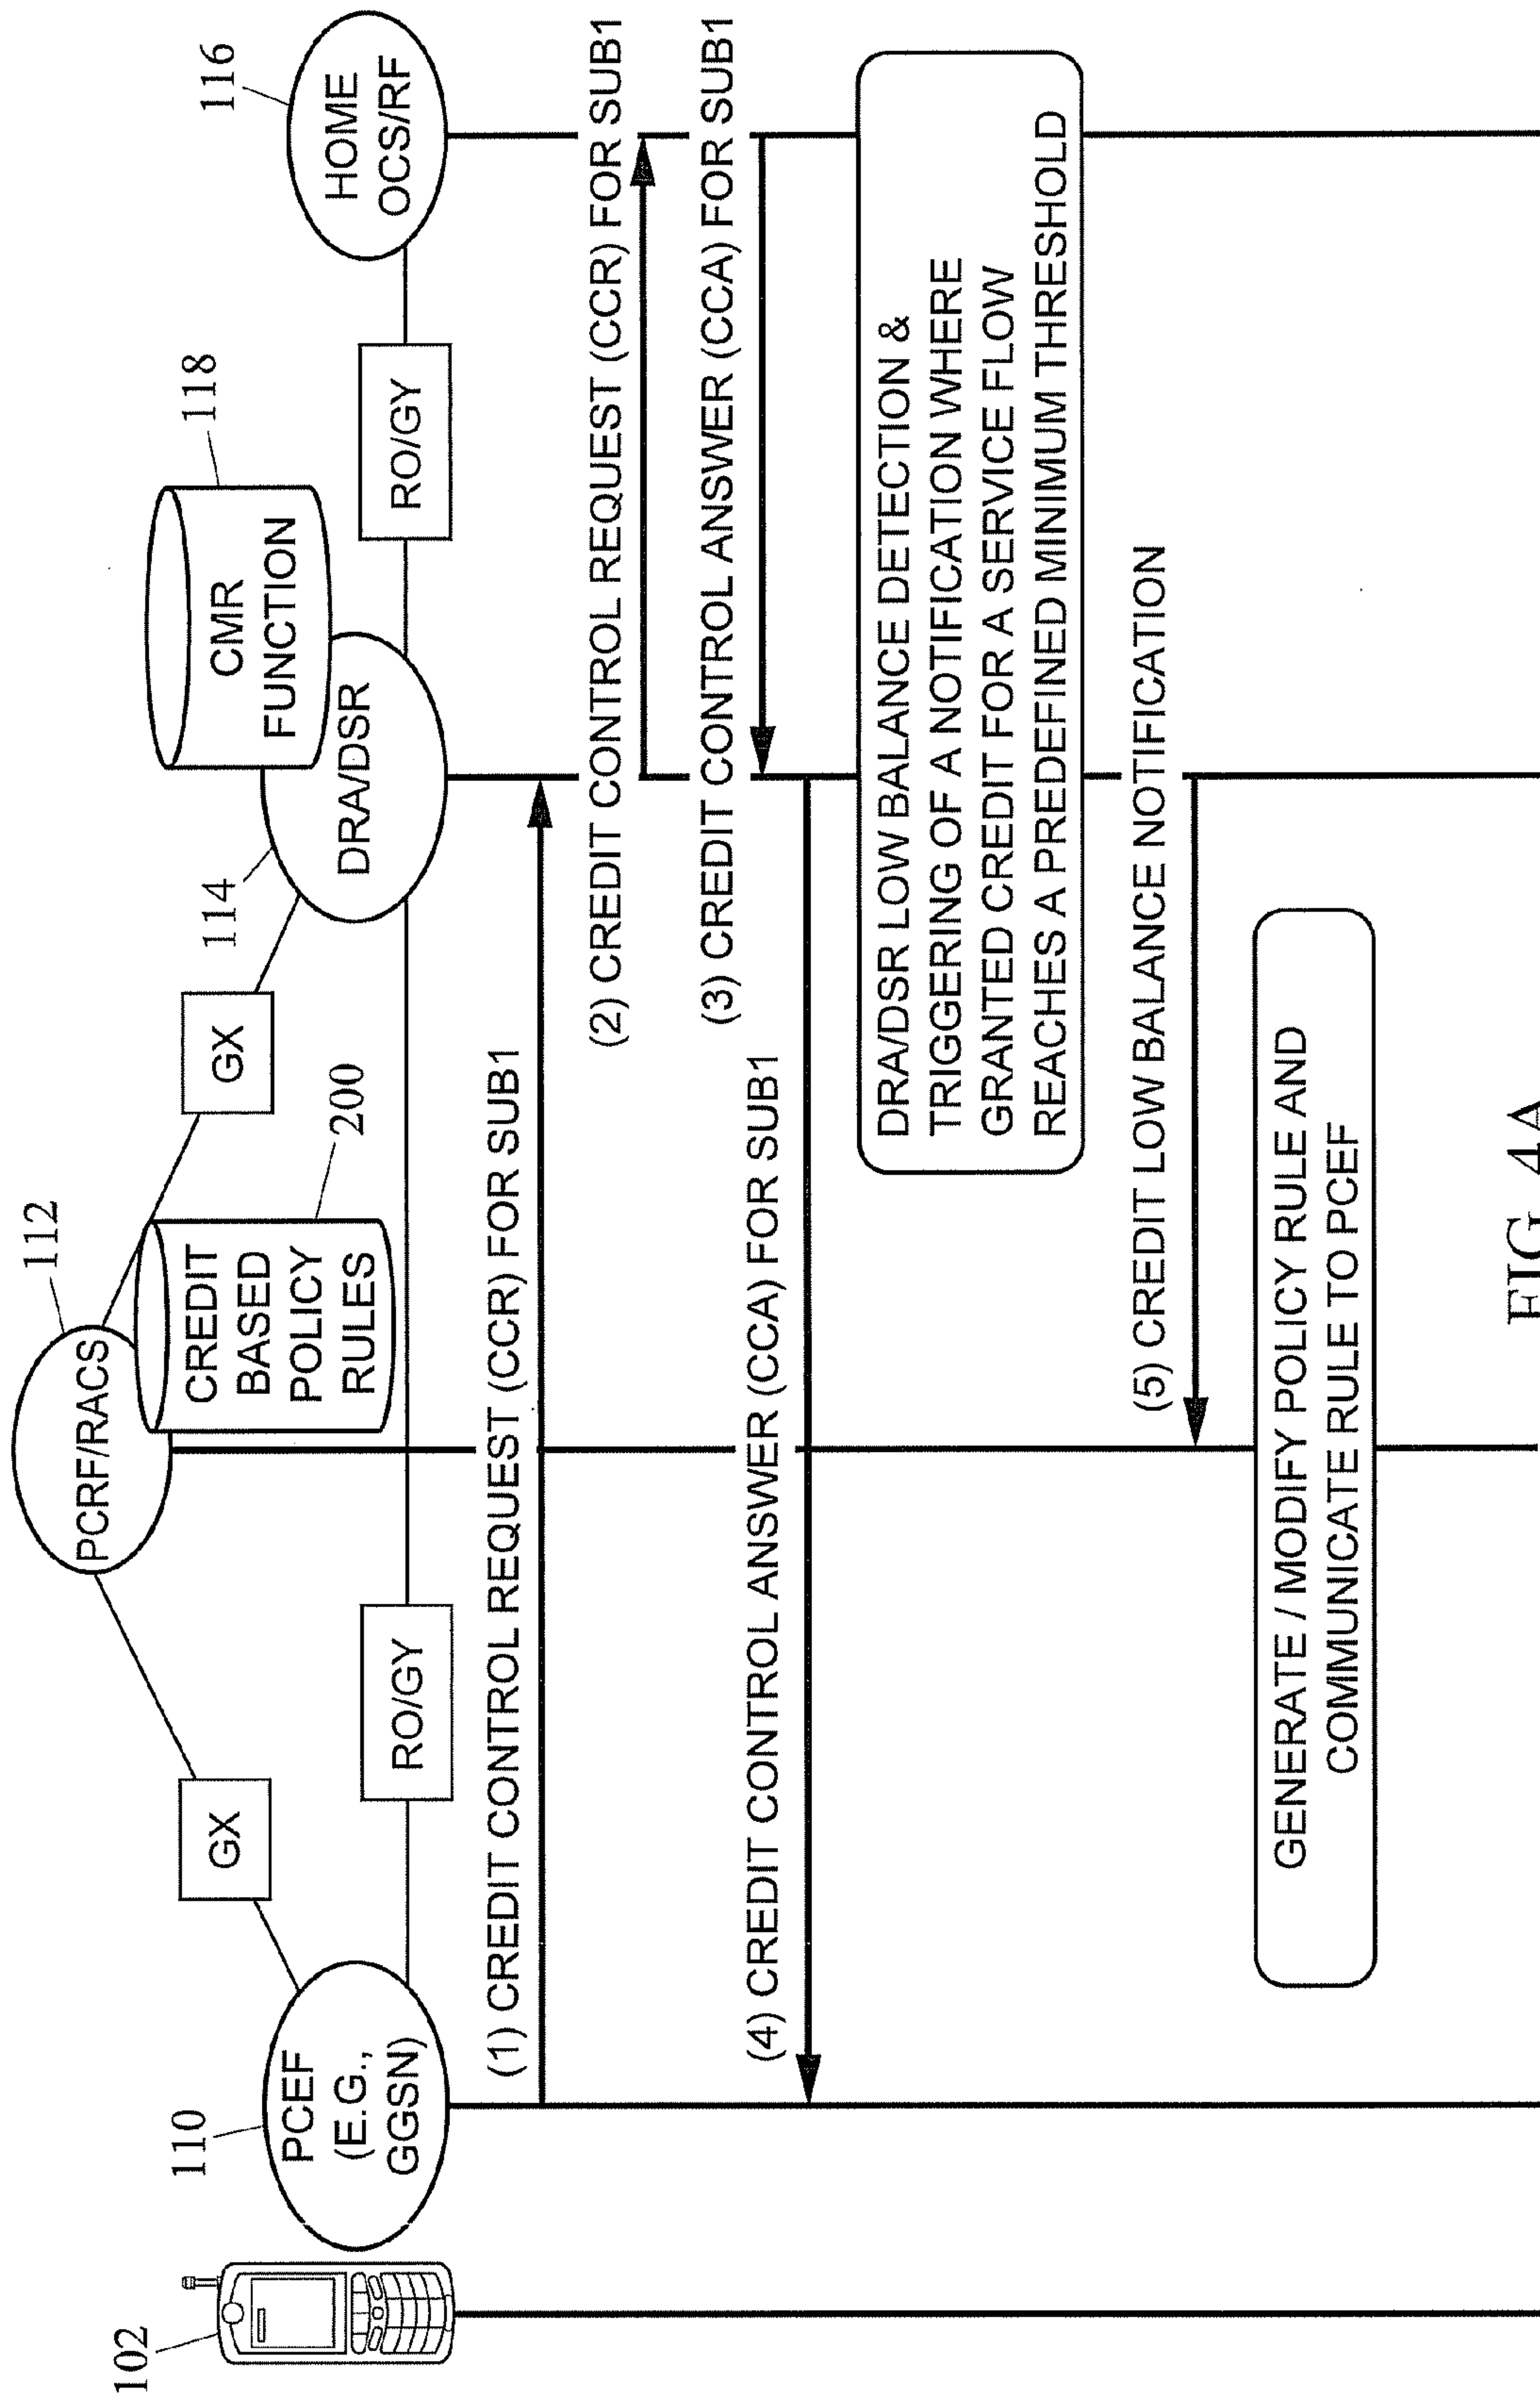 102
110
PCEF
(E.G.,
GGSN)
GX
RO/GY
112
PCRF/RACS
CREDIT
BASED
POLICY
RULES
200
GX
114
DRA/DSR
CMR
FUNCTION
118
RO/GY
116
HOME
OCS/RF
(1) CREDIT CONTROL REQUEST (CCR) FOR SUB1
(2) CREDIT CONTROL REQUEST (CCR) FOR SUB1
(3) CREDIT CONTROL ANSWER (CCA) FOR SUB1
(4) CREDIT CONTROL ANSWER (CCA) FOR SUB1
DRA/DSR LOW BALANCE DETECTION &
TRIGGERING OF A NOTIFICATION WHERE
GRANTED CREDIT FOR A SERVICE FLOW
REACHES A PREDEFINED MINIMUM THRESHOLD
(5) CREDIT LOW BALANCE NOTIFICATION
GENERATE / MODIFY POLICY RULE AND
COMMUNICATE RULE TO PCEF
FIG. 4A